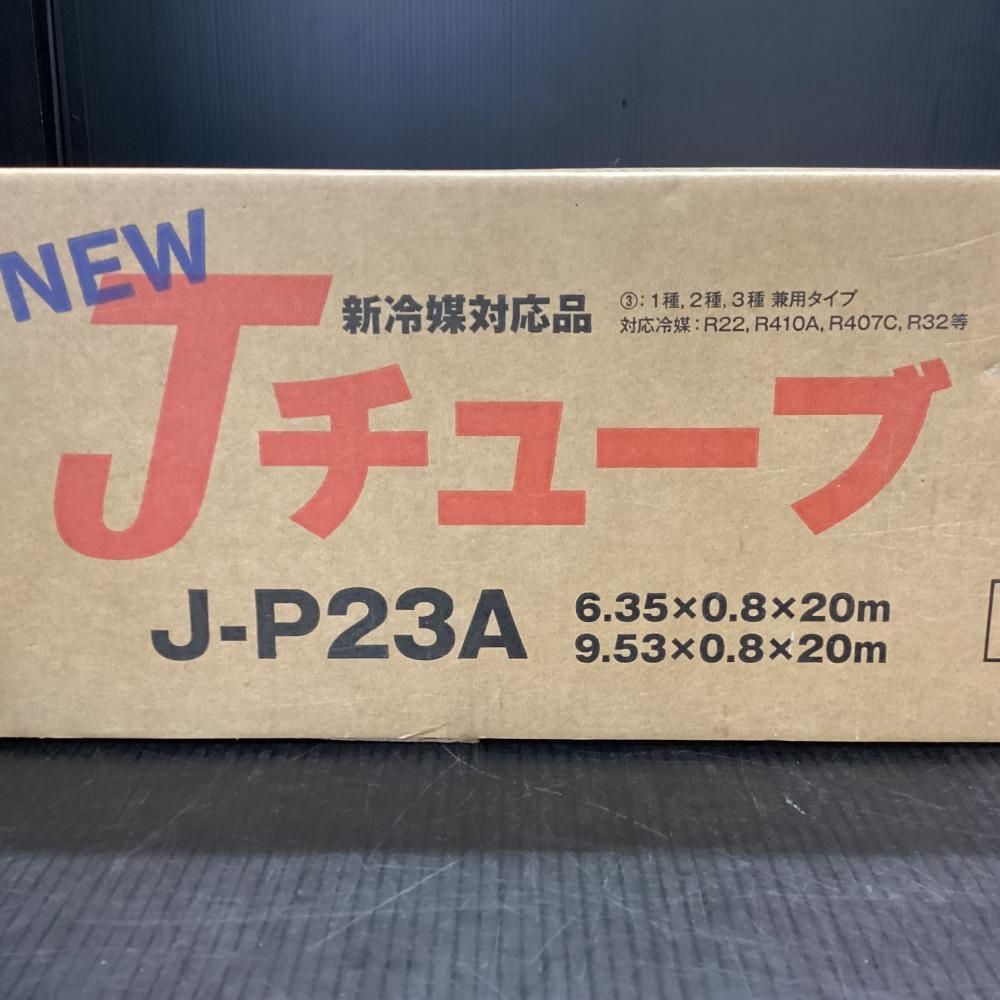 NEW
新冷媒対応品
③:1種,2種,3種 兼用タイプ
対応冷媒:R22,R410A,R407C,R32等
Jチューブ
J-P23A
6.35×0.8×20m
9.53×0.8×20m